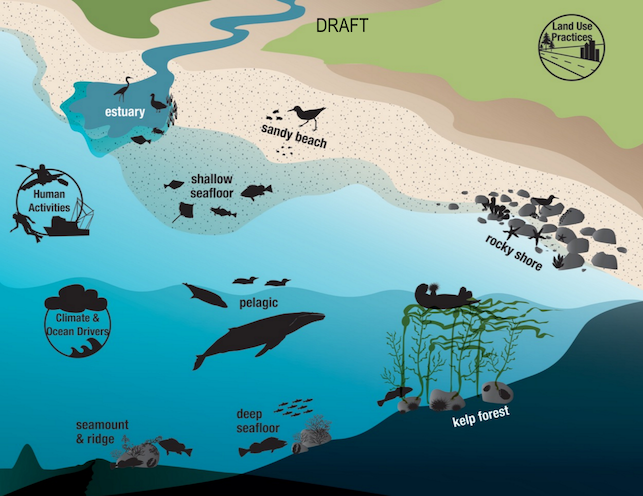 DRAFT
Land Use
Practices
estuary
sandy beach
shallow
seafloor
Human
Activities
rocky shore
pelagic
Climate &
Ocean Drivers
deep
seafloor
kelp forest
seamount
& ridge